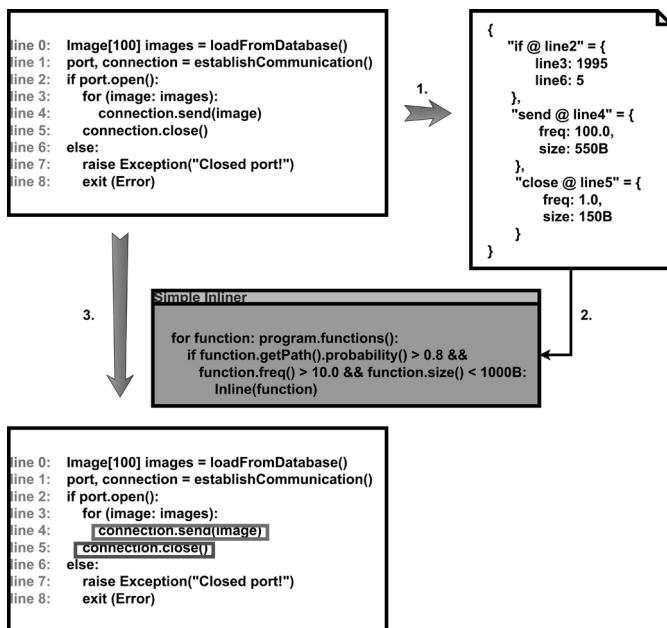 line 0: Image[100] images = loadFromDatabase()
line 1: port, connection = establishCommunication()
line 2: if port.open():
line 3: for (image: images):
line 4: connection.send(image)
line 5: connection.close()
line 6: else:
line 7: raise Exception("Closed port!")
line 8: exit (Error)
1.
{
"if @ line2" = {
line3: 1995
line6: 5
},
"send @ line4" = {
freq: 100.0,
size: 550B
},
"close @ line5" = {
freq: 1.0,
size: 150B
}
}
3.
2.
Simple Inliner
for function: program.functions():
if function.getPath().probability() > 0.8 &&
function.freq() > 10.0 && function.size() < 1000B:
Inline(function)
line 0: Image[100] images = loadFromDatabase()
line 1: port, connection = establishCommunication()
line 2: if port.open():
line 3: for (image: images):
line 4: connection.send(image)
line 5: connection.close()
line 6: else:
line 7: raise Exception("Closed port!")
line 8: exit (Error)